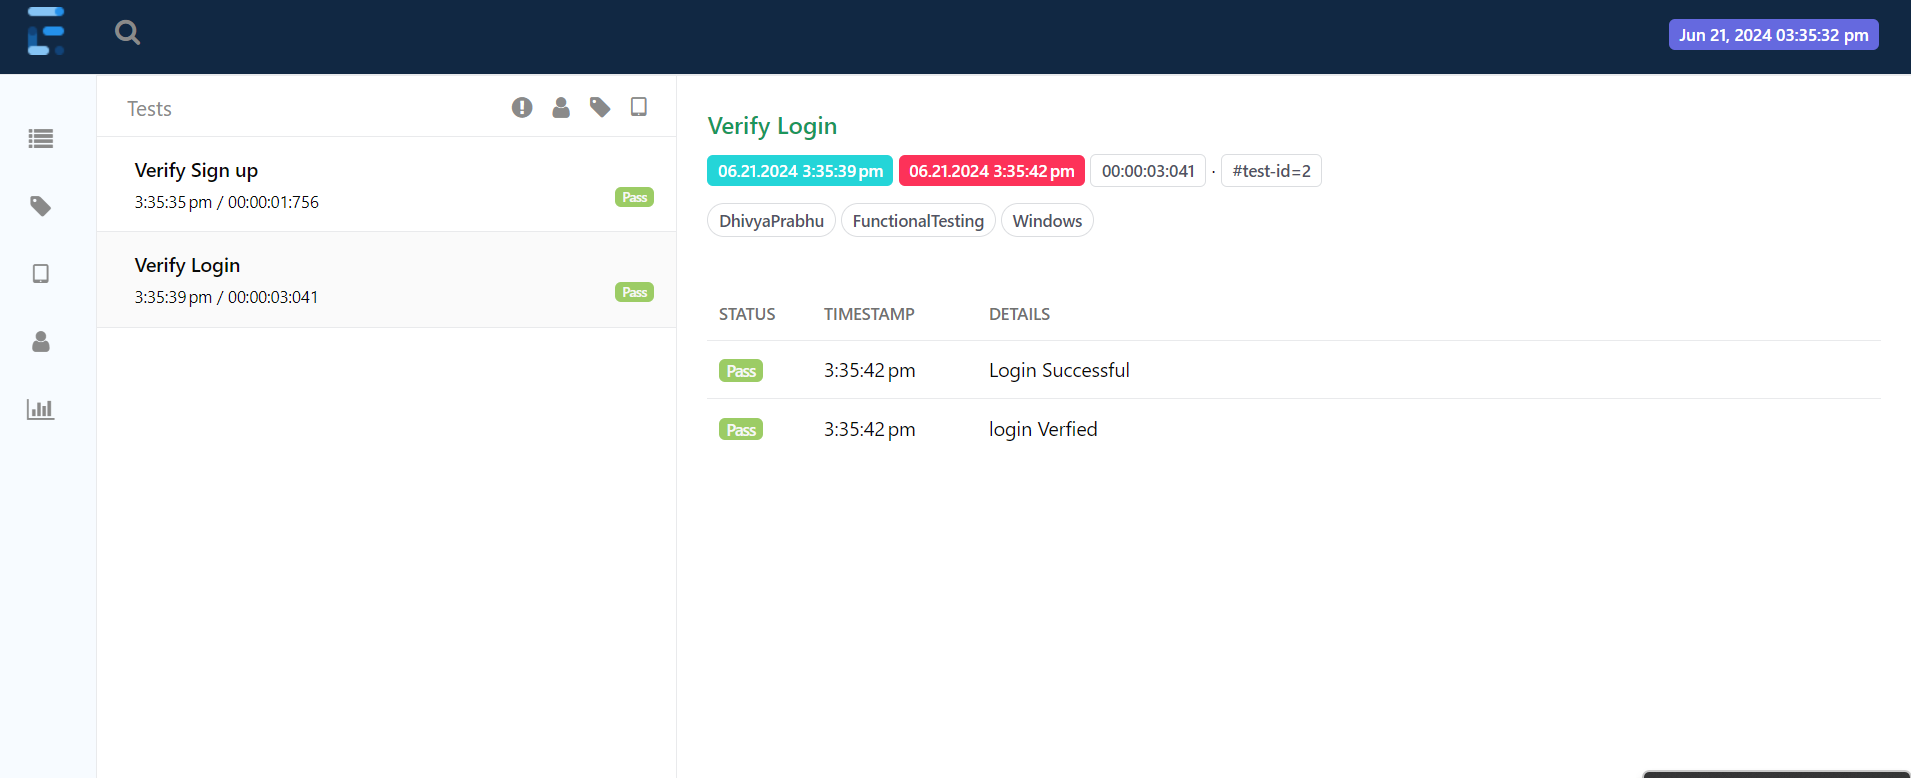 Jun 21, 2024 03:35:32 pm
Tests
Verify Sign up
3:35:35 pm / 00:00:01:756
Pass
Verify Login
3:35:39 pm / 00:00:03:041
Pass
Verify Login
06.21.2024 3:35:39 pm 06.21.2024 3:35:42 pm 00:00:03:041 · #test-id=2
DhivyaPrabhu FunctionalTesting Windows
STATUS TIMESTAMP DETAILS
Pass 3:35:42 pm Login Successful
Pass 3:35:42 pm login Verfied